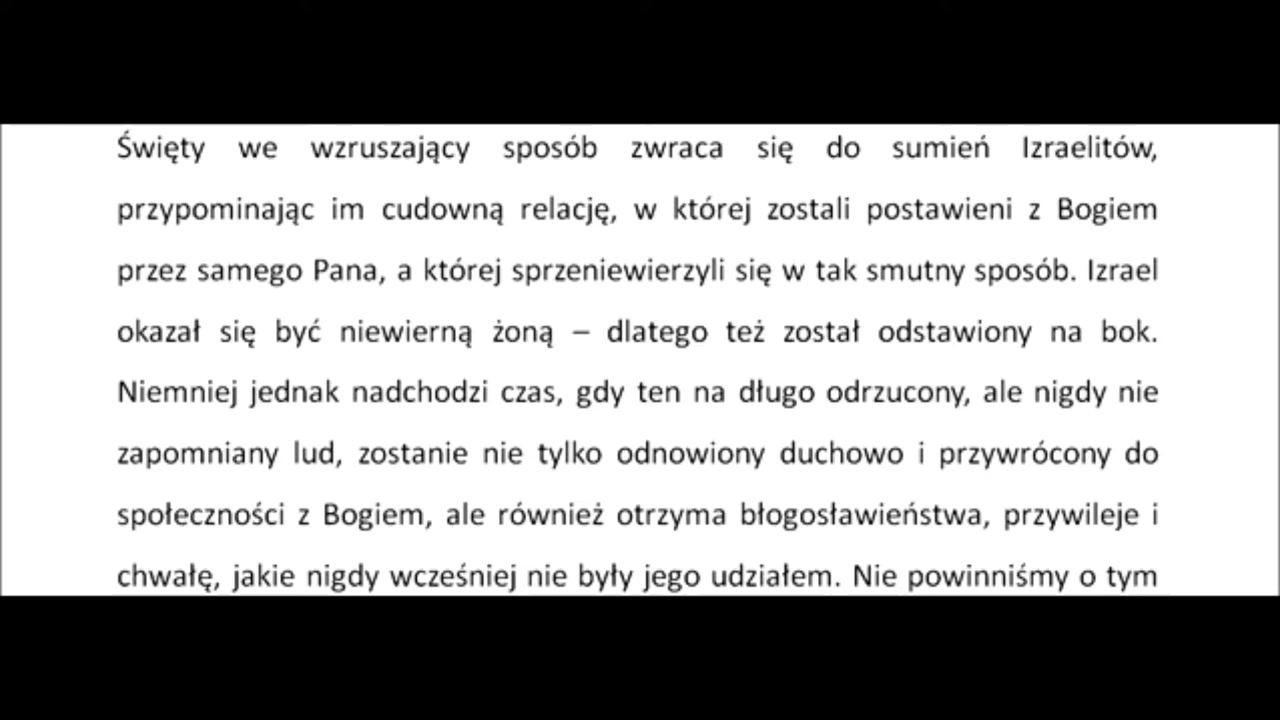 Święty we wzruszający sposób zwraca się do sumień Izraelitów,
przypominając im cudowną relację, w której zostali postawieni z Bogiem
przez samego Pana, a której sprzeniewierzyli się w tak smutny sposób. Izrael
okazał się być niewierną żoną – dlatego też został odstawiony na bok.
Niemniej jednak nadchodzi czas, gdy ten na długo odrzucony, ale nigdy nie
zapomniany lud, zostanie nie tylko odnowiony duchowo i przywrócony do
społeczności z Bogiem, ale również otrzyma błogosławieństwa, przywileje i
chwałę, jakie nigdy wcześniej nie były jego udziałem. Nie powinniśmy o tym